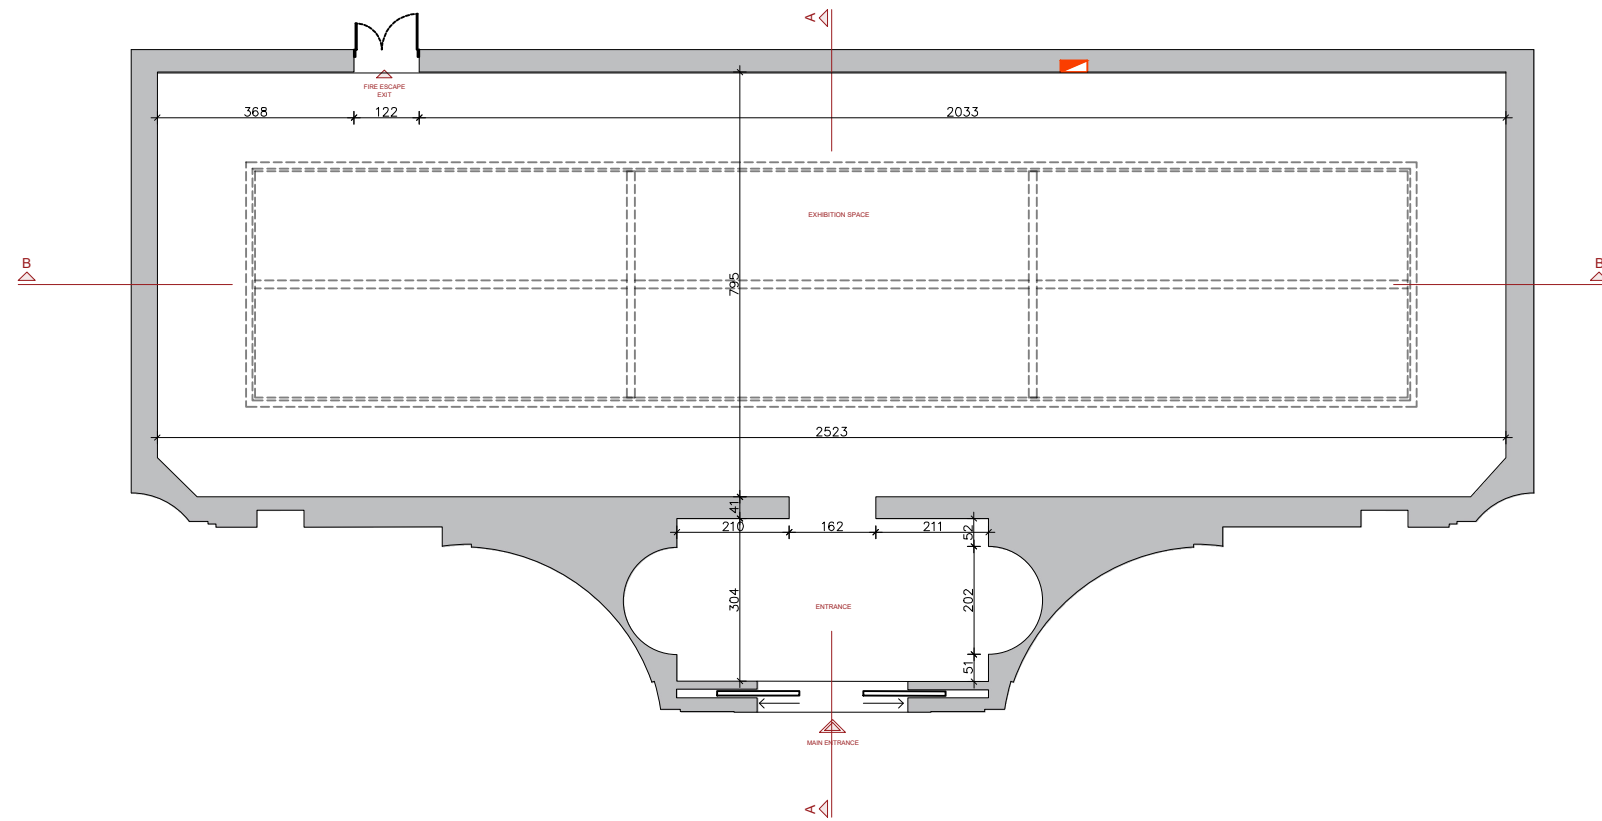 A
FIRE ESCAPE
EXIT
368
122
2033
EXHIBITION SPACE
B
B
795
2523
41
210
162
211
52
304
202
ENTRANCE
51
MAIN ENTRANCE
A